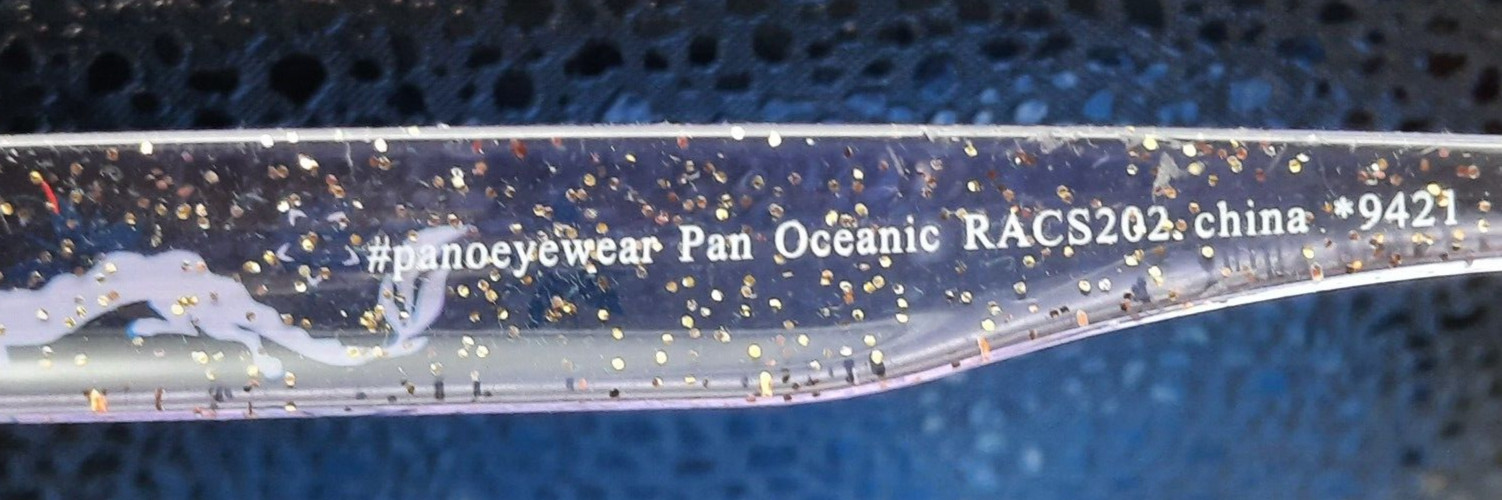 #panoeyewear Pan Oceanic RACS202. china *9421